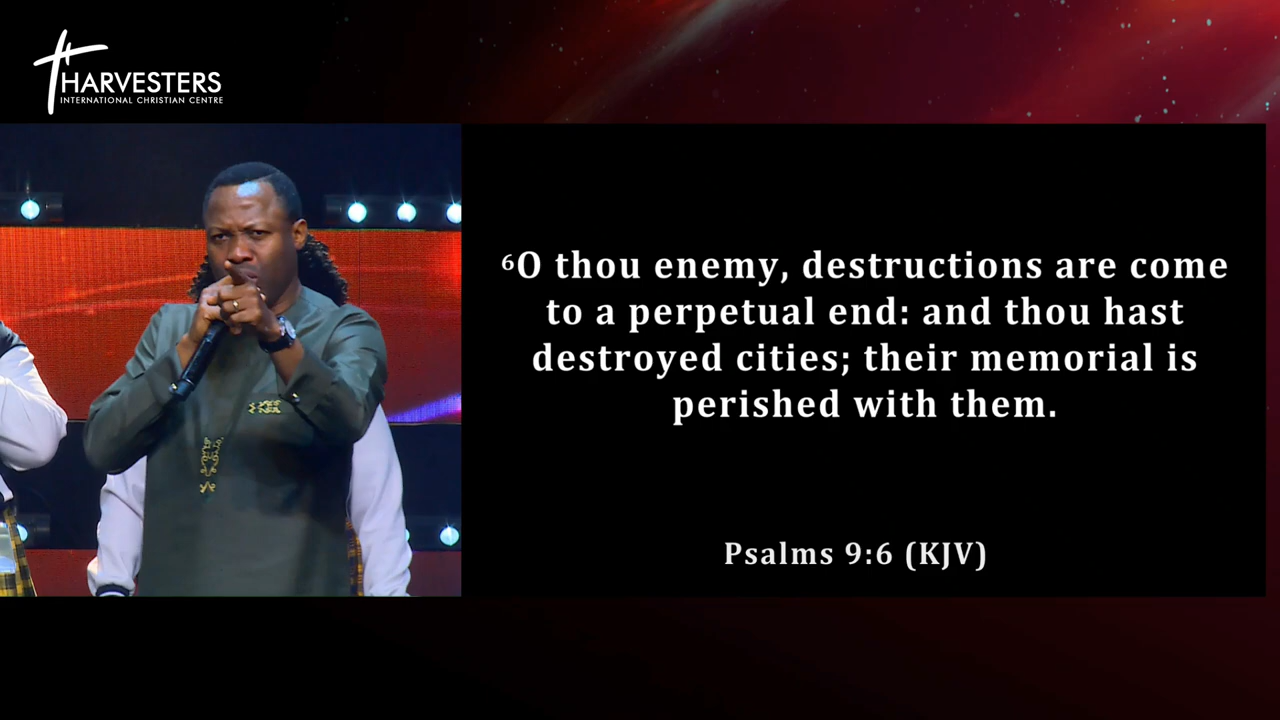 HARVESTERS
INTERNATIONAL CHRISTIAN CENTRE
⁶O thou enemy, destructions are come
to a perpetual end: and thou hast
destroyed cities; their memorial is
perished with them.
Psalms 9:6 (KJV)